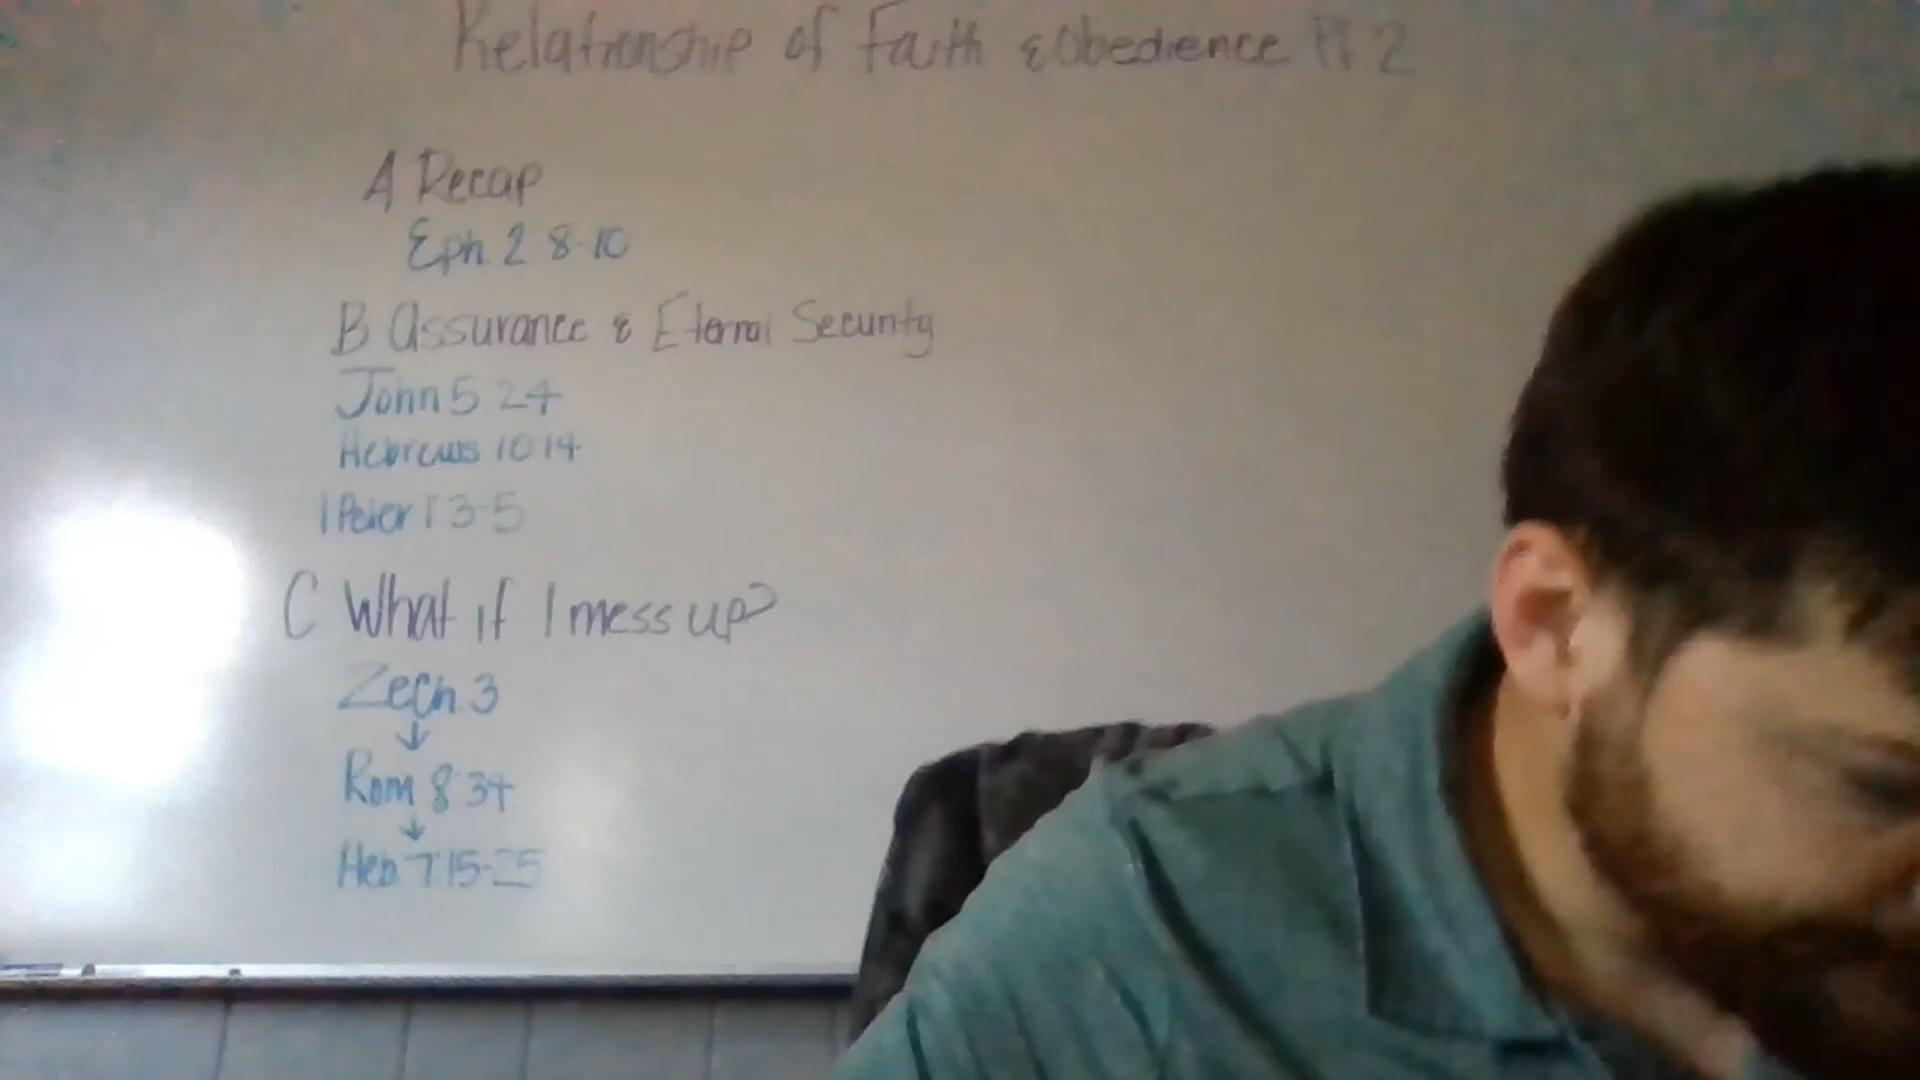 Relationship of Faith & Obedience Pt 2
A Recap
Eph. 2 8-10
B Assurance & Eternal Security
John 5 24
Hebrews 10:14
1 Peter 1 3-5
C What if I mess up?
Zech. 3
↓
Rom 8:34
↓
Heb. 7:15-25